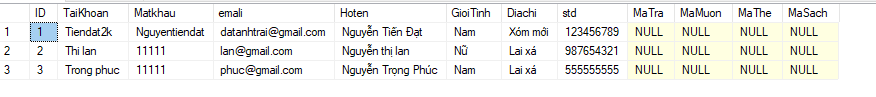 ID TaiKhoan Matkhau emali Hoten GioiTinh Diachi std MaTra MaMuon MaThe MaSach
1 1 Tiendat2k Nguyentiendat datanhtrai@gmail.com Nguyễn Tiến Đạt Nam Xóm mới 123456789 NULL NULL NULL NULL
2 2 Thi lan 11111 lan@gmail.com Nguyễn thị lan Nữ Lai xá 987654321 NULL NULL NULL NULL
3 3 Trong phuc 11111 phuc@gmail.com Nguyễn Trọng Phúc Nam Lai xá 555555555 NULL NULL NULL NULL